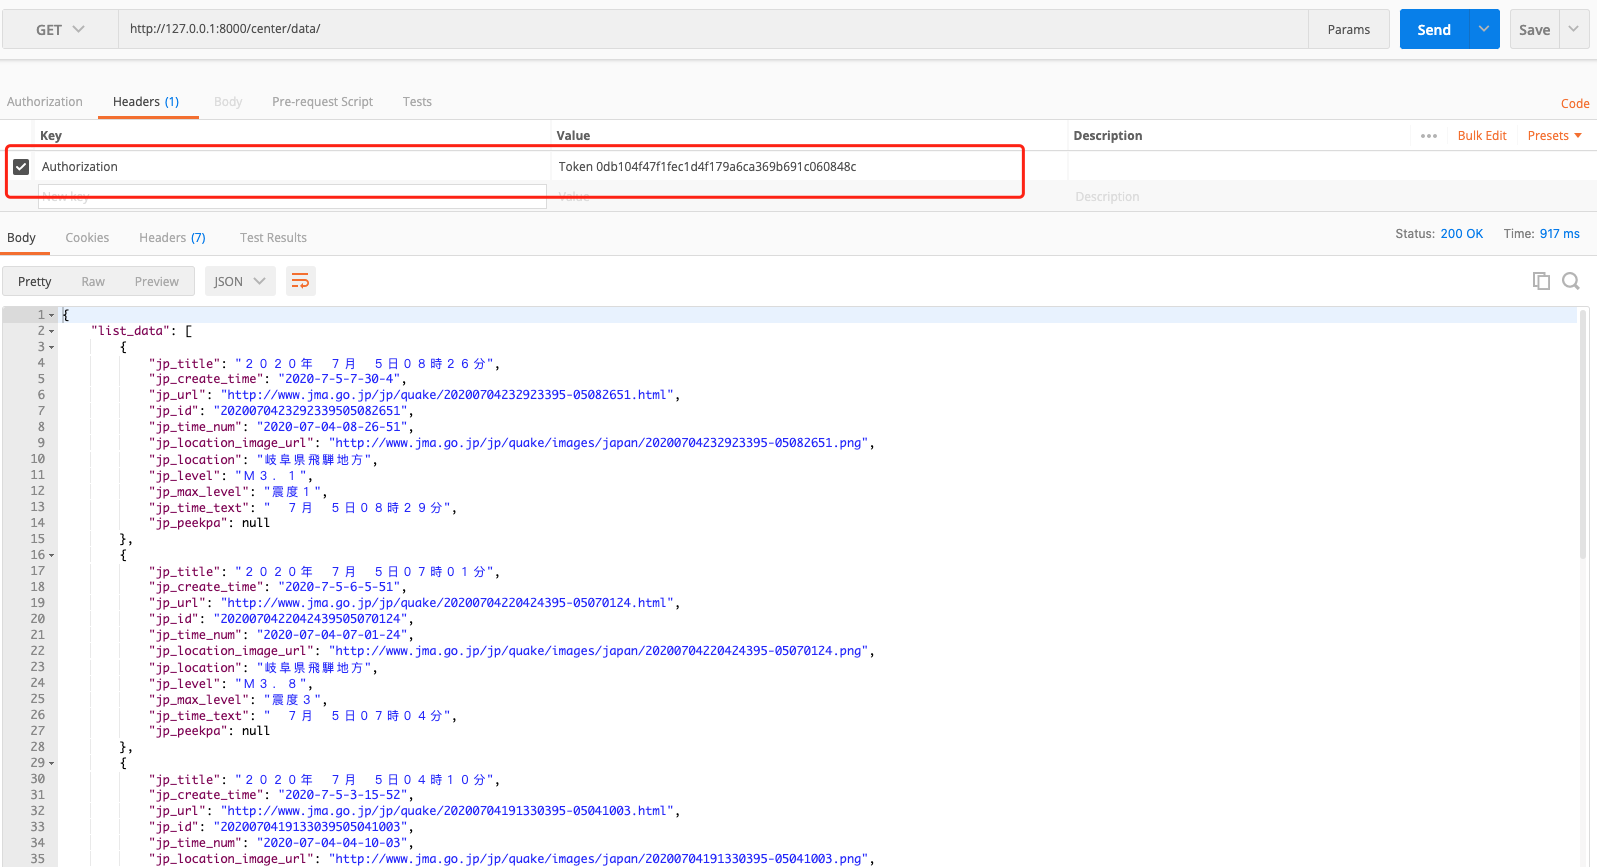 GET http://127.0.0.1:8000/center/data/ Params Send Save
Authorization Headers (1) Body Pre-request Script Tests Code
Key Value Description ••• Bulk Edit Presets
Authorization Token 0db104f47f1fec1d4f179a6ca369b691c060848c
New key Value Description
Body Cookies Headers (7) Test Results Status: 200 OK Time: 917 ms
Pretty Raw Preview JSON
1 {
2 "list_data": [
3 {
4 "jp_title": "２０２０年　７月　５日０８時２６分",
5 "jp_create_time": "2020-7-5-7-30-4",
6 "jp_url": "http://www.jma.go.jp/jp/quake/20200704232923395-05082651.html",
7 "jp_id": "2020070423292339505082651",
8 "jp_time_num": "2020-07-04-08-26-51",
9 "jp_location_image_url": "http://www.jma.go.jp/jp/quake/images/japan/20200704232923395-05082651.png",
10 "jp_location": "岐阜県飛騨地方",
11 "jp_level": "Ｍ３．１",
12 "jp_max_level": "震度１",
13 "jp_time_text": "　７月　５日０８時２９分",
14 "jp_peekpa": null
15 },
16 {
17 "jp_title": "２０２０年　７月　５日０７時０１分",
18 "jp_create_time": "2020-7-5-6-5-51",
19 "jp_url": "http://www.jma.go.jp/jp/quake/20200704220424395-05070124.html",
20 "jp_id": "2020070422042439505070124",
21 "jp_time_num": "2020-07-04-07-01-24",
22 "jp_location_image_url": "http://www.jma.go.jp/jp/quake/images/japan/20200704220424395-05070124.png",
23 "jp_location": "岐阜県飛騨地方",
24 "jp_level": "Ｍ３．８",
25 "jp_max_level": "震度３",
26 "jp_time_text": "　７月　５日０７時０４分",
27 "jp_peekpa": null
28 },
29 {
30 "jp_title": "２０２０年　７月　５日０４時１０分",
31 "jp_create_time": "2020-7-5-3-15-52",
32 "jp_url": "http://www.jma.go.jp/jp/quake/20200704191330395-05041003.html",
33 "jp_id": "2020070419133039505041003",
34 "jp_time_num": "2020-07-04-04-10-03",
35 "jp_location_image_url": "http://www.jma.go.jp/jp/quake/images/japan/20200704191330395-05041003.png",